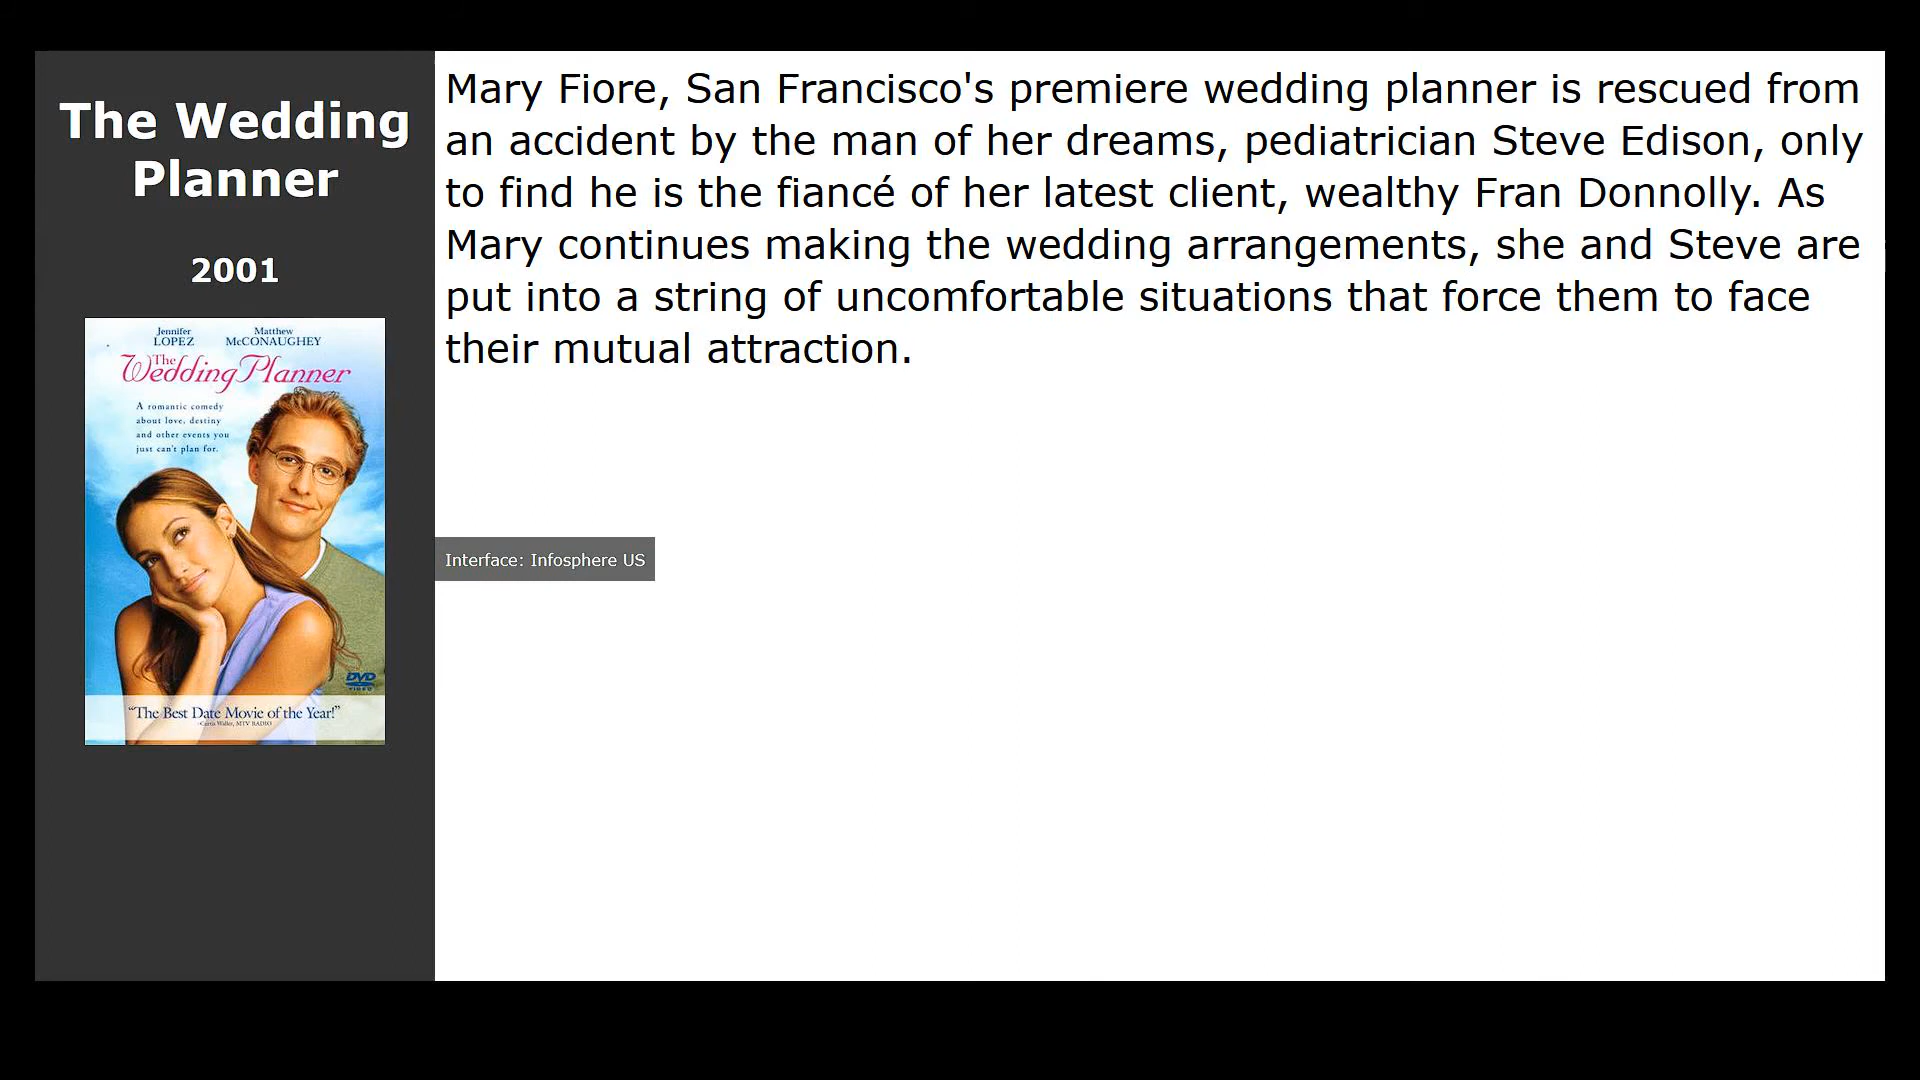 The Wedding
Planner
2001
Jennifer
LOPEZ
Matthew
McCONAUGHEY
The
Wedding Planner
A romantic comedy
about love, destiny
and other events you
just can't plan for.
DVD
VIDEO
“The Best Date Movie of the Year!”
Mary Fiore, San Francisco's premiere wedding planner is rescued from
an accident by the man of her dreams, pediatrician Steve Edison, only
to find he is the fiancé of her latest client, wealthy Fran Donnolly. As
Mary continues making the wedding arrangements, she and Steve are
put into a string of uncomfortable situations that force them to face
their mutual attraction.
Interface: Infosphere US